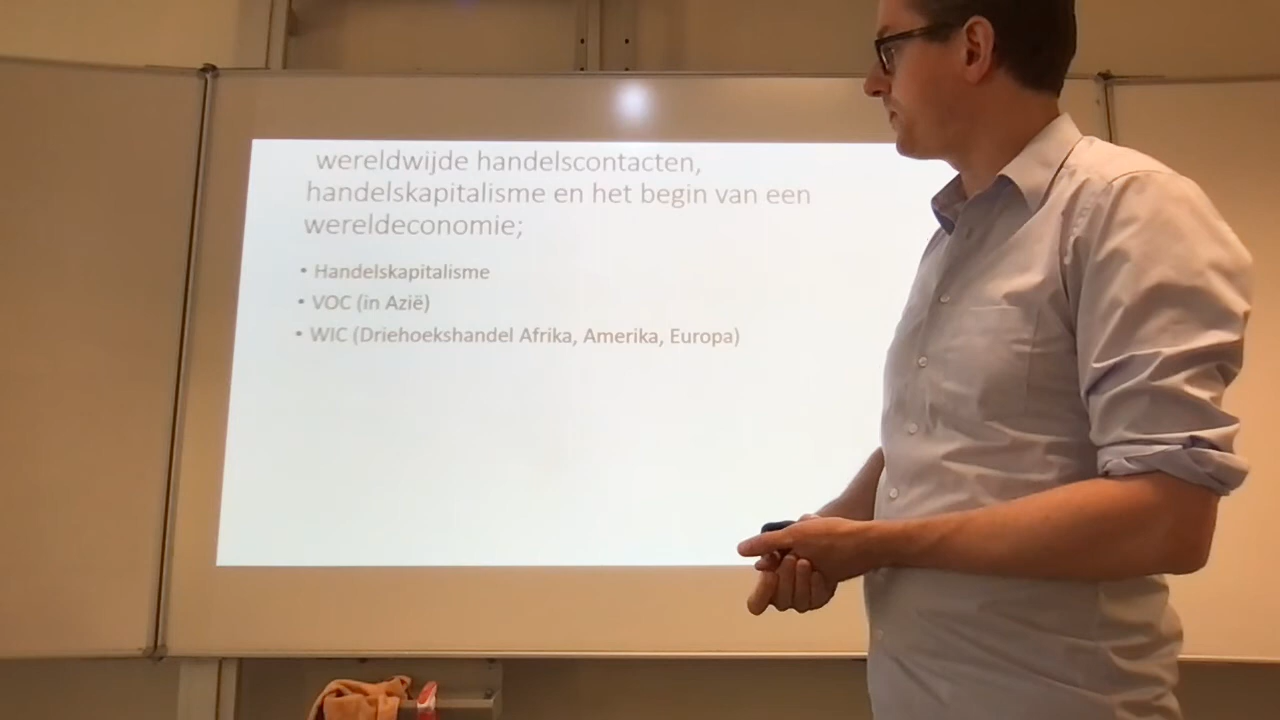 wereldwijde handelscontacten,
handelskapitalisme en het begin van een
wereldeconomie;
• Handelskapitalisme
• VOC (in Azië)
• WIC (Driehoekshandel Afrika, Amerika, Europa)